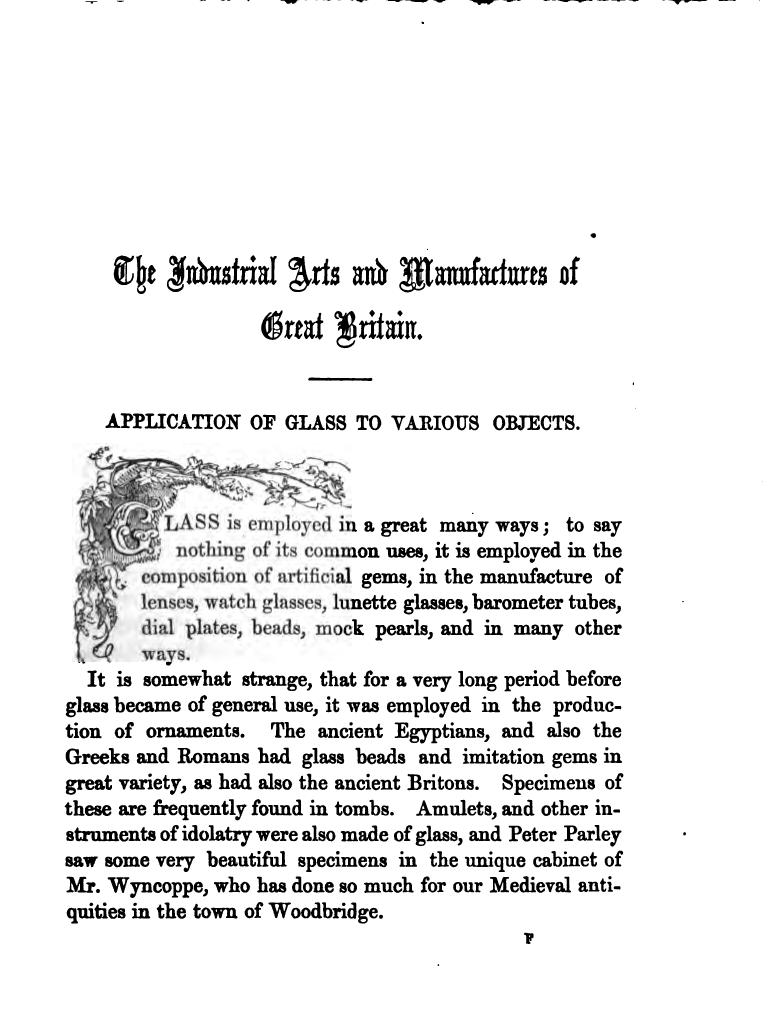 The Industrial Arts and Manufactures of
Great Britain.
APPLICATION OF GLASS TO VARIOUS OBJECTS.
GLASS is employed in a great many ways; to say
nothing of its common uses, it is employed in the
composition of artificial gems, in the manufacture of
lenses, watch glasses, lunette glasses, barometer tubes,
dial plates, beads, mock pearls, and in many other
ways.
It is somewhat strange, that for a very long period before
glass became of general use, it was employed in the produc-
tion of ornaments. The ancient Egyptians, and also the
Greeks and Romans had glass beads and imitation gems in
great variety, as had also the ancient Britons. Specimens of
these are frequently found in tombs. Amulets, and other in-
struments of idolatry were also made of glass, and Peter Parley
saw some very beautiful specimens in the unique cabinet of
Mr. Wyncoppe, who has done so much for our Medieval anti-
quities in the town of Woodbridge.
F